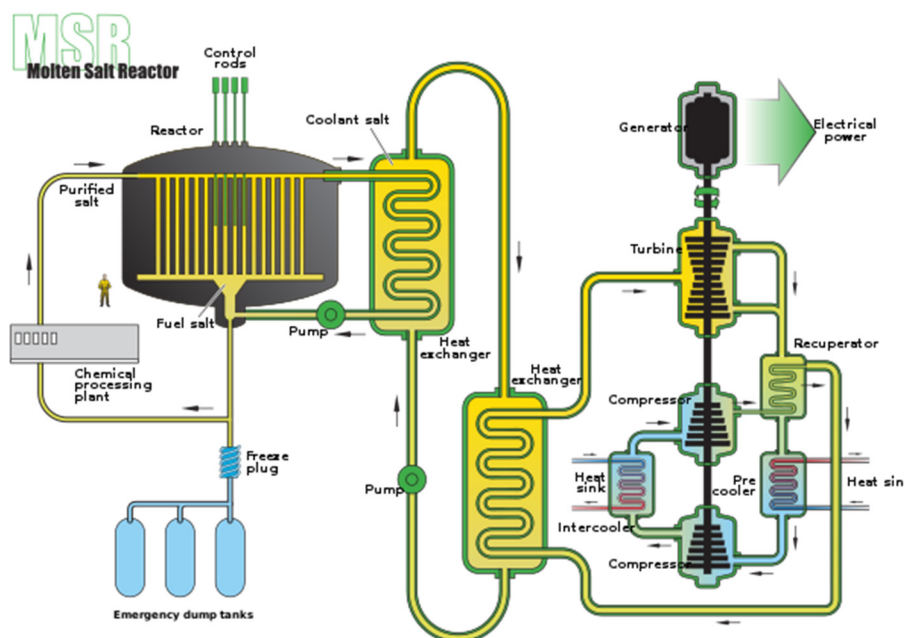 MSR
Molten Salt Reactor
Control
rods
Reactor
Coolant salt
Purified
salt
Fuel salt
Pump
Chemical
processing
plant
Freeze
plug
Emergency dump tanks
Heat
exchanger
Pump
Heat
exchanger
Generator
Electrical
power
Turbine
Recuperator
Compressor
Heat
sink
Pre
cooler
Heat sin
Intercooler
Compressor